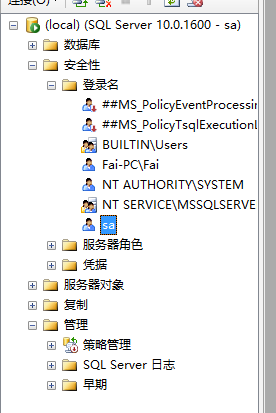 连接(O)
(local) (SQL Server 10.0.1600 - sa)
数据库
安全性
登录名
##MS_PolicyEventProcessin
##MS_PolicyTsqlExecutionL
BUILTIN\Users
Fai-PC\Fai
NT AUTHORITY\SYSTEM
NT SERVICE\MSSQLSERVE
sa
服务器角色
凭据
服务器对象
复制
管理
策略管理
SQL Server 日志
早期